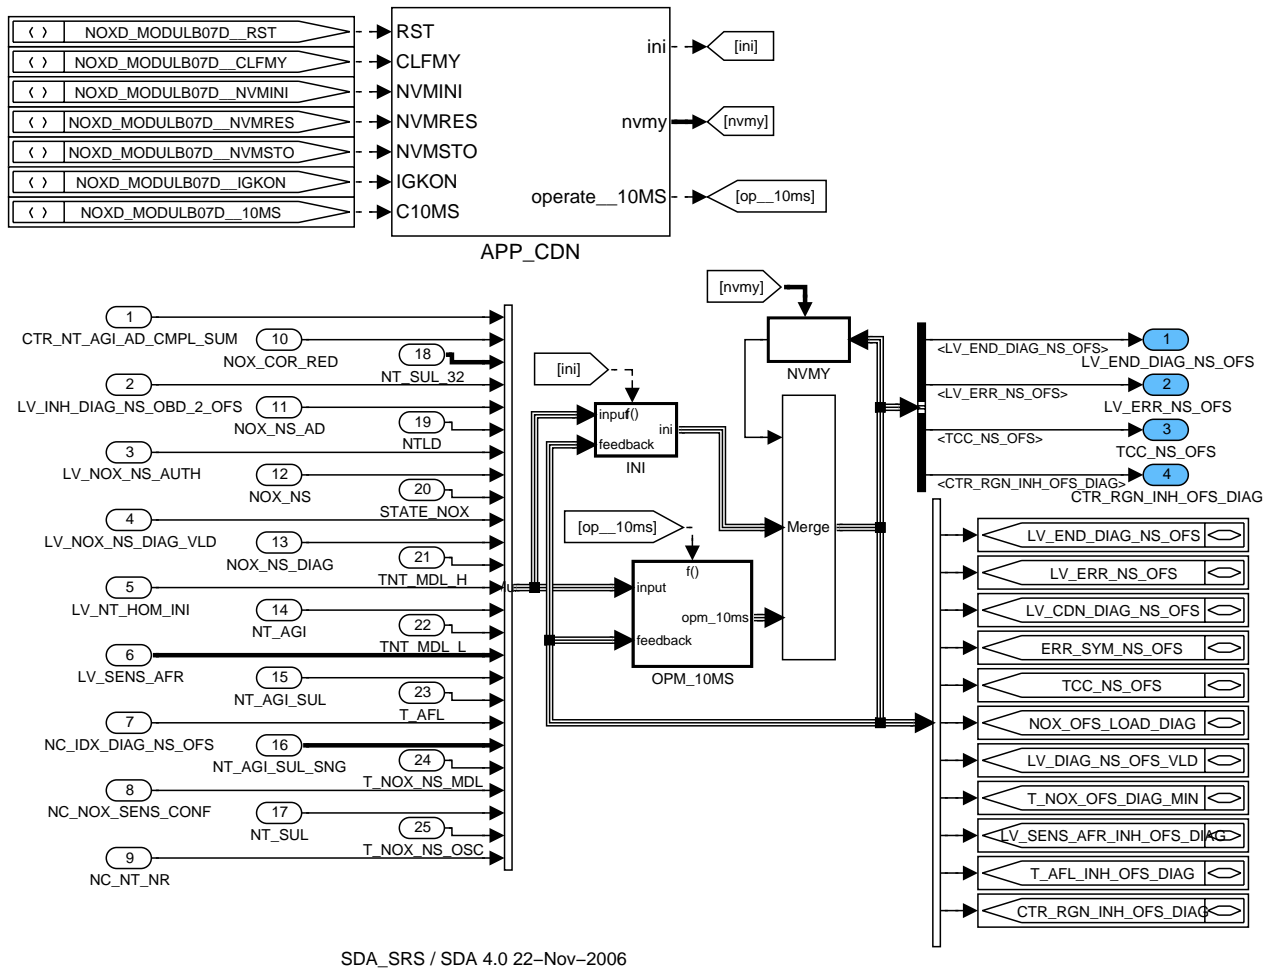 NOXD_MODULB07D__RST
NOXD_MODULB07D__CLFMY
NOXD_MODULB07D__NVMINI
NOXD_MODULB07D__NVMRES
NOXD_MODULB07D__NVMSTO
NOXD_MODULB07D__IGKON
NOXD_MODULB07D__10MS
RST
CLFMY
NVMINI
NVMRES
NVMSTO
IGKON
C10MS
ini
nvmy
operate__10MS
[ini]
[nvmy]
[op__10ms]
APP_CDN
1
CTR_NT_AGI_AD_CMPL_SUM
2
LV_INH_DIAG_NS_OBD_2_OFS
3
LV_NOX_NS_AUTH
4
LV_NOX_NS_DIAG_VLD
5
LV_NT_HOM_INI
6
LV_SENS_AFR
7
NC_IDX_DIAG_NS_OFS
8
NC_NOX_SENS_CONF
9
NC_NT_NR
10
NOX_COR_RED
11
NOX_NS_AD
12
NOX_NS
13
NOX_NS_DIAG
14
NT_AGI
15
NT_AGI_SUL
16
NT_AGI_SUL_SNG
17
NT_SUL
18
NT_SUL_32
19
NTLD
20
STATE_NOX
21
TNT_MDL_H
22
TNT_MDL_L
23
T_AFL
24
T_NOX_NS_MDL
25
T_NOX_NS_OSC
[ini]
input
f()
feedback
ini
INI
[op__10ms]
f()
input
feedback
opm_10ms
OPM_10MS
[nvmy]
NVMY
Merge
<LV_END_DIAG_NS_OFS>
<LV_ERR_NS_OFS>
<TCC_NS_OFS>
<CTR_RGN_INH_OFS_DIAG>
1
LV_END_DIAG_NS_OFS
2
LV_ERR_NS_OFS
3
TCC_NS_OFS
4
CTR_RGN_INH_OFS_DIAG
LV_END_DIAG_NS_OFS
LV_ERR_NS_OFS
LV_CDN_DIAG_NS_OFS
ERR_SYM_NS_OFS
TCC_NS_OFS
NOX_OFS_LOAD_DIAG
LV_DIAG_NS_OFS_VLD
T_NOX_OFS_DIAG_MIN
LV_SENS_AFR_INH_OFS_DIAG
T_AFL_INH_OFS_DIAG
CTR_RGN_INH_OFS_DIAG
SDA_SRS / SDA 4.0 22–Nov–2006